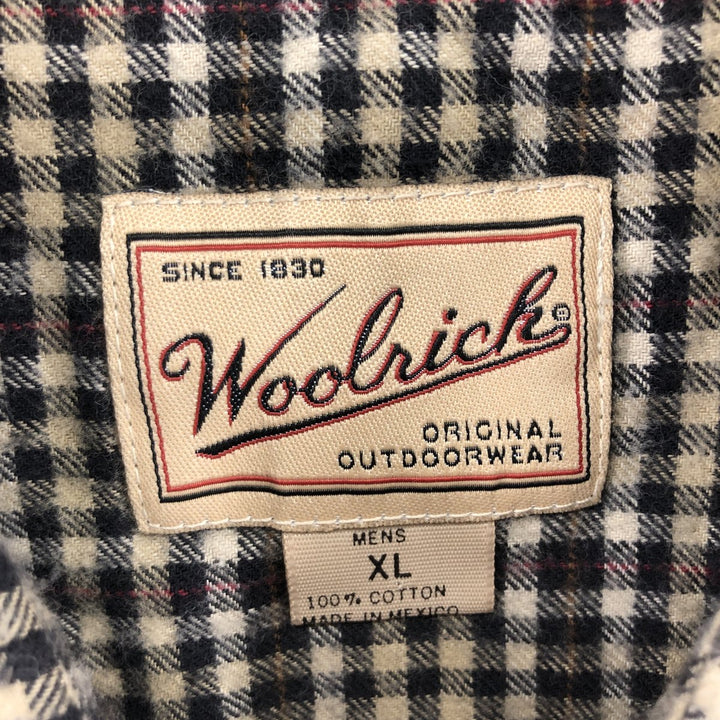 SINCE 1830
Woolrich®
ORIGINAL
OUTDOORWEAR
MENS
XL
100% COTTON
MADE IN MEXICO